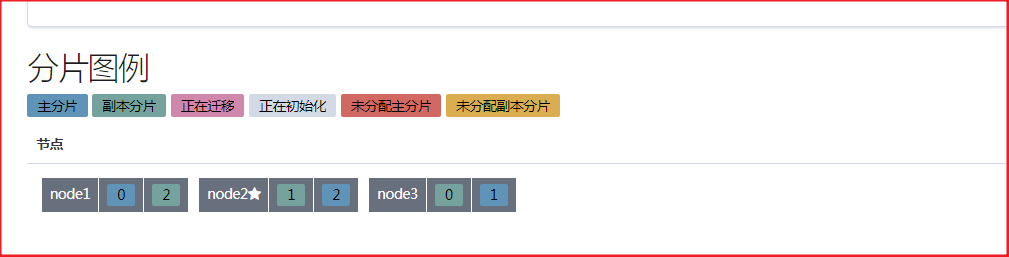 分片图例
主分片 副本分片 正在迁移 正在初始化 未分配主分片 未分配副本分片
节点
node1 0 2 node2★ 1 2 node3 0 1